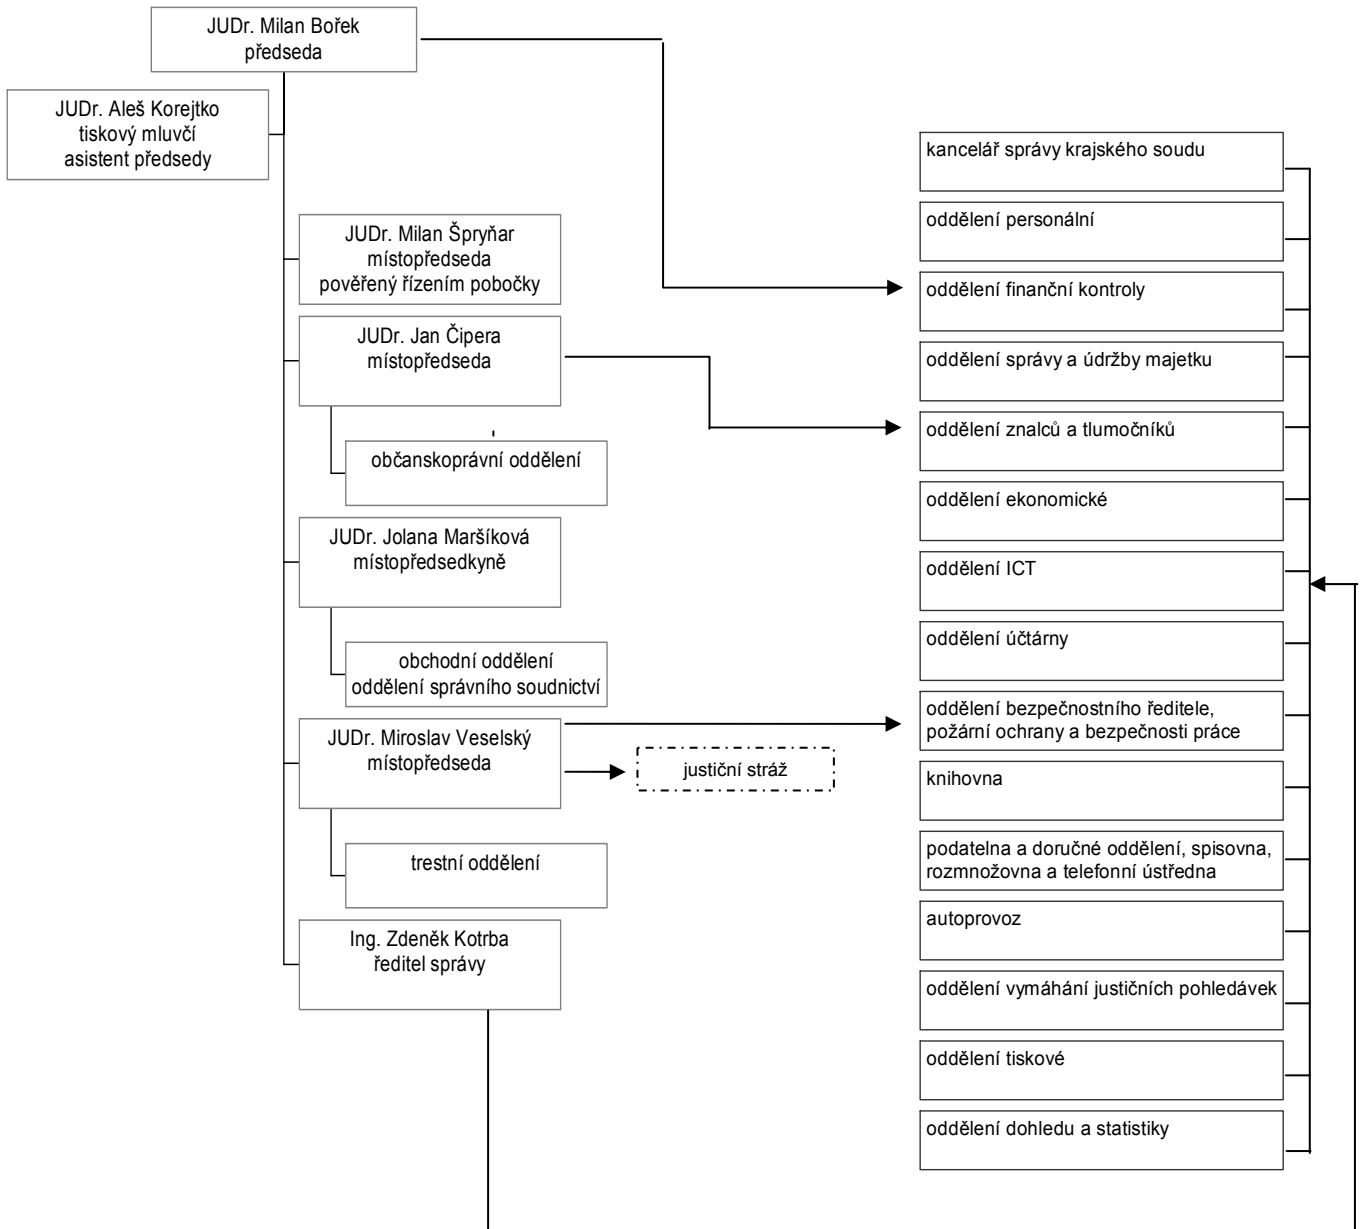 JUDr. Milan Bořek
předseda
JUDr. Aleš Korejtko
tiskový mluvčí
asistent předsedy
JUDr. Milan Špryňar
místopředseda
pověřený řízením pobočky
JUDr. Jan Čipera
místopředseda
občanskoprávní oddělení
JUDr. Jolana Maršíková
místopředsedkyně
obchodní oddělení
oddělení správního soudnictví
JUDr. Miroslav Veselský
místopředseda
justiční stráž
trestní oddělení
Ing. Zdeněk Kotrba
ředitel správy
kancelář správy krajského soudu
oddělení personální
oddělení finanční kontroly
oddělení správy a údržby majetku
oddělení znalců a tlumočníků
oddělení ekonomické
oddělení ICT
oddělení účtárny
oddělení bezpečnostního ředitele,
požární ochrany a bezpečnosti práce
knihovna
podatelna a doručné oddělení, spisovna,
rozmnožovna a telefonní ústředna
autoprovoz
oddělení vymáhání justičních pohledávek
oddělení tiskové
oddělení dohledu a statistiky